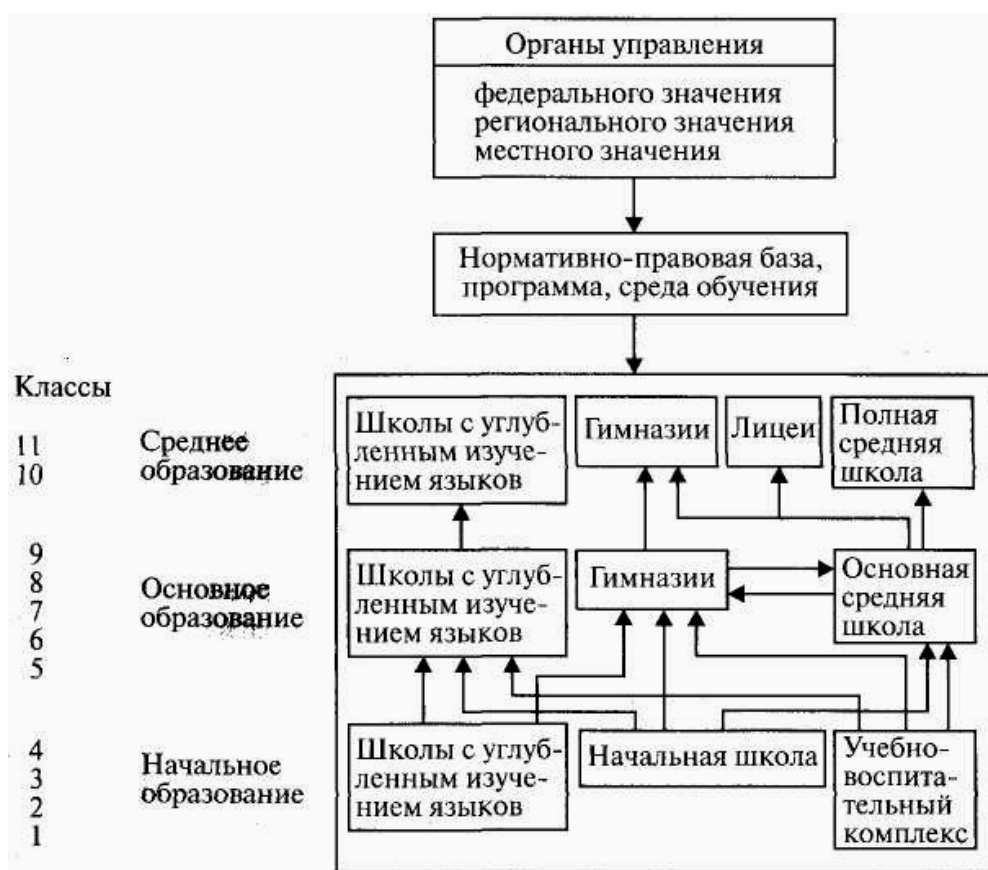 Органы управления
федерального значения
регионального значения
местного значения
Нормативно-правовая база,
программа, среда обучения
Классы
11
10
Среднее
образование
Школы с углуб-
ленным изуче-
нием языков
Гимназии
Лицеи
Полная
средняя
школа
9
8
7
6
5
Основное
образование
Школы с углуб-
ленным изуче-
нием языков
Гимназии
Основная
средняя
школа
4
3
2
1
Начальное
образование
Школы с углуб-
ленным изуче-
нием языков
Начальная школа
Учебно-
воспита-
тельный
комплекс